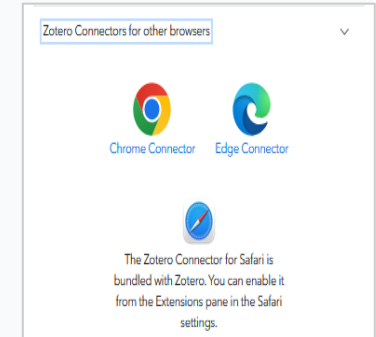 Zotero Connectors for other browsers
Chrome Connector
Edge Connector
The Zotero Connector for Safari is
bundled with Zotero. You can enable it
from the Extensions pane in the Safari
settings.